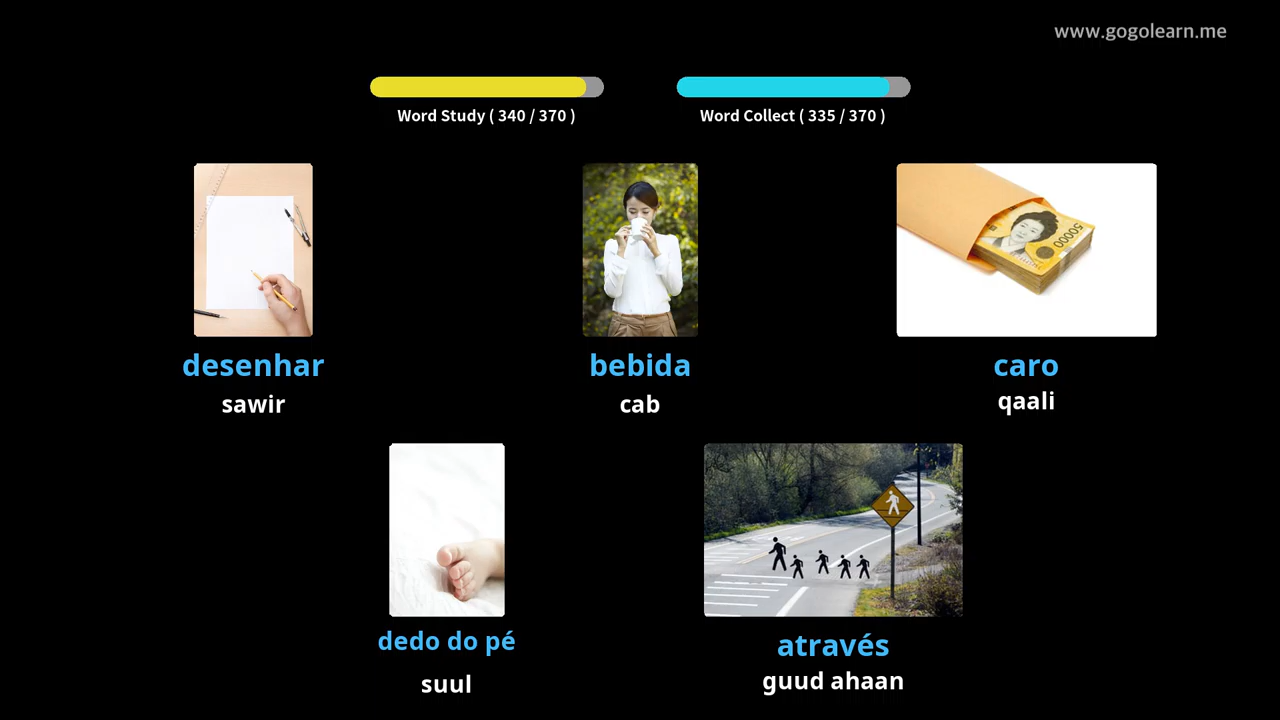 www.gogolearn.me
Word Study ( 340 / 370 )
Word Collect ( 335 / 370 )
50000
desenhar
sawir
bebida
cab
caro
qaali
dedo do pé
suul
através
guud ahaan